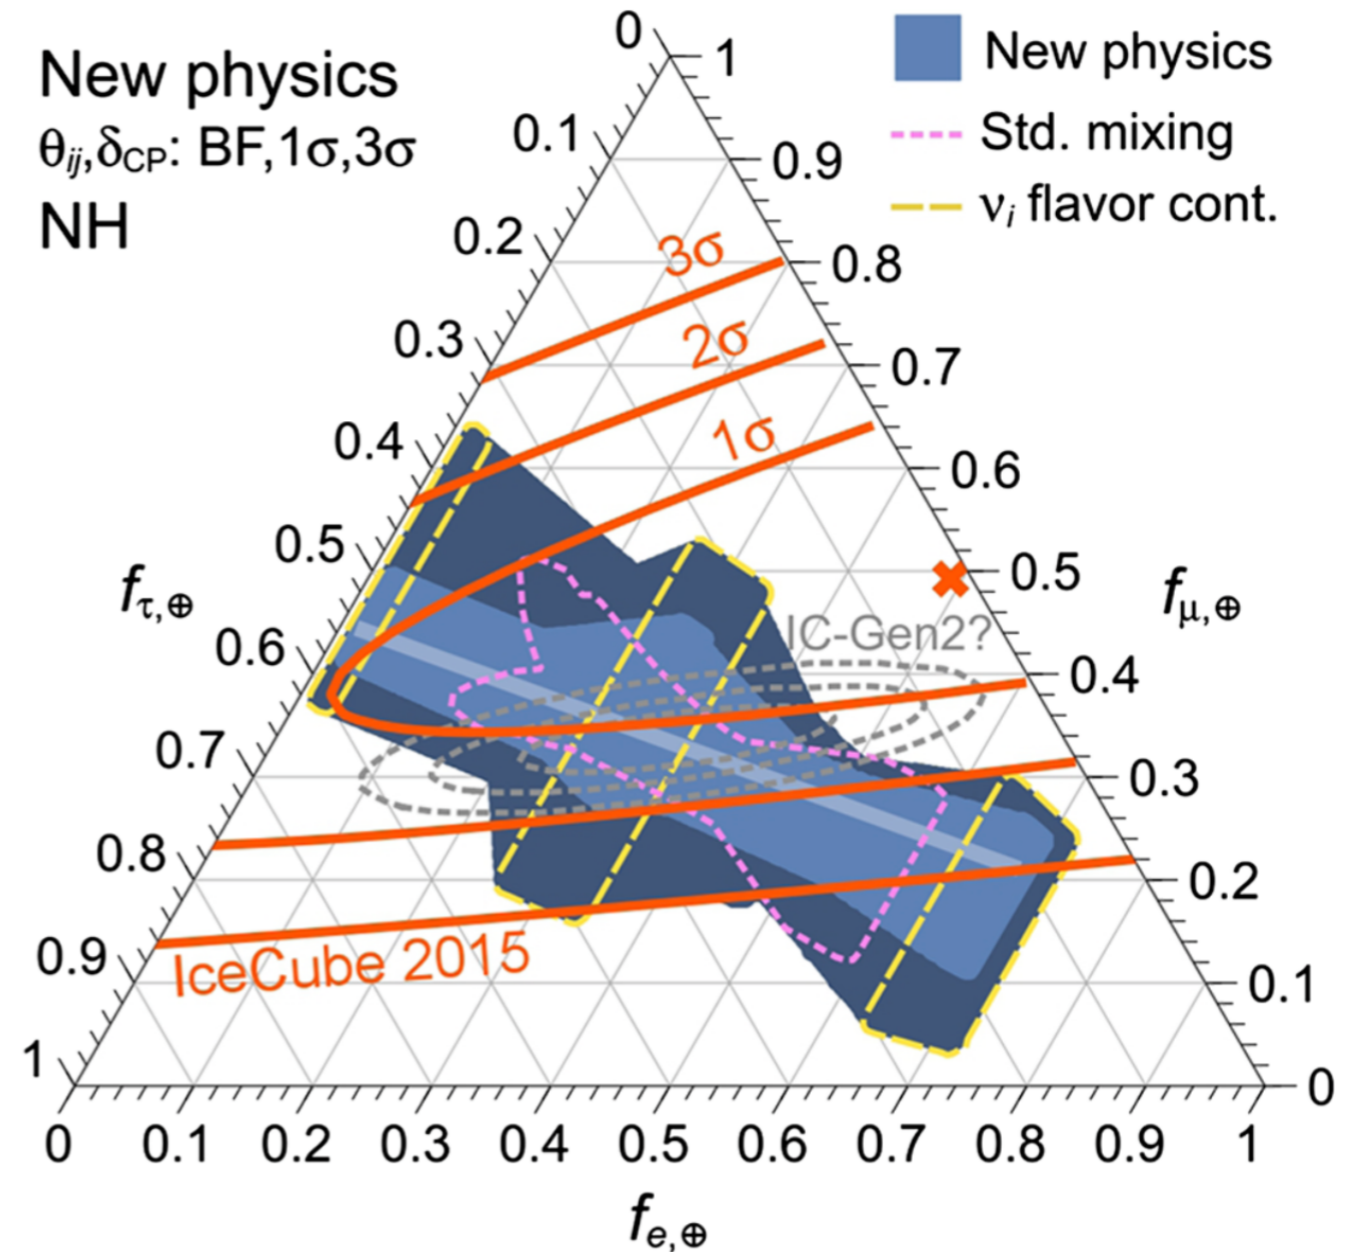 New physics
θij,δCP: BF,1σ,3σ
NH
New physics
Std. mixing
νi flavor cont.
0
0.1
0.2
0.3
0.4
0.5
0.6
0.7
0.8
0.9
1
fτ,⊕
1
0.9
0.8
0.7
0.6
0.5
0.4
0.3
0.2
0.1
0
fμ,⊕
3σ
2σ
1σ
IC-Gen2?
IceCube 2015
0 0.1 0.2 0.3 0.4 0.5 0.6 0.7 0.8 0.9 1
fe,⊕